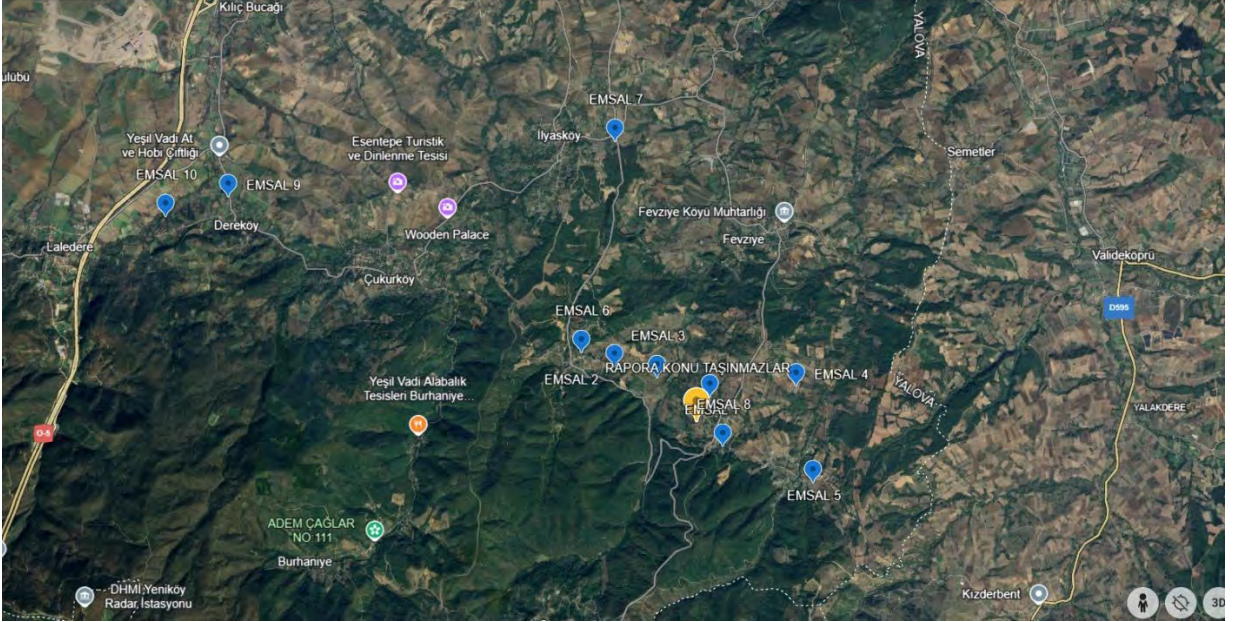 Kılıç Bucağı
ulübü
YALOVA
EMSAL 7
Yeşil Vadi At
ve Hobi Çiftliği
İlyasköy
Esentepe Turistik
ve Dinlenme Tesisi
Semetler
EMSAL 10
EMSAL 9
Fevziye Köyü Muhtarlığı
Dereköy
Wooden Palace
Fevziye
Laledere
Valideköprü
Çukurköy
D595
EMSAL 6
EMSAL 3
RAPORA KONU TAŞINMAZLAR
EMSAL 4
EMSAL 2
Yeşil Vadi Alabalık
Tesisleri Burhaniye...
YALOVA
EMSAL 8
EMSAL 1
YALAKDERE
O-5
EMSAL 5
ADEM ÇAĞLAR
NO 111
Burhaniye
DHMİ Yeniköy
Radar İstasyonu
Kızderbent
3D